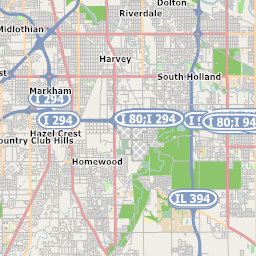 Dolton
Riverdale
Midlothian
Harvey
South Holland
Markham
I 294
I 294
I 80;I 294
I 80;I 94
Hazel Crest
Country Club Hills
Homewood
IL 394